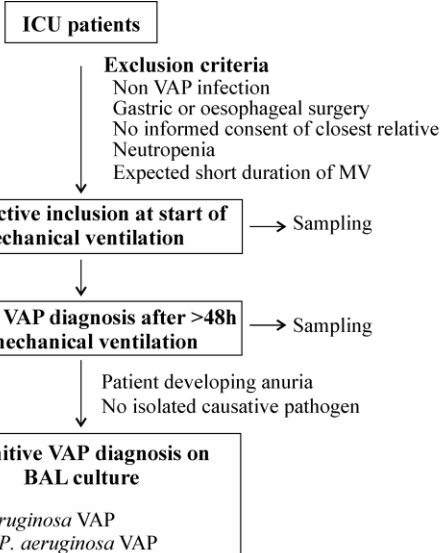 ICU patients
Exclusion criteria
Non VAP infection
Gastric or oesophageal surgery
No informed consent of closest relative
Neutropenia
Expected short duration of MV
ctive inclusion at start of
echanical ventilation
Sampling
VAP diagnosis after >48h
mechanical ventilation
Sampling
Patient developing anuria
No isolated causative pathogen
nitive VAP diagnosis on
BAL culture
ruginosa VAP
P. aeruginosa VAP